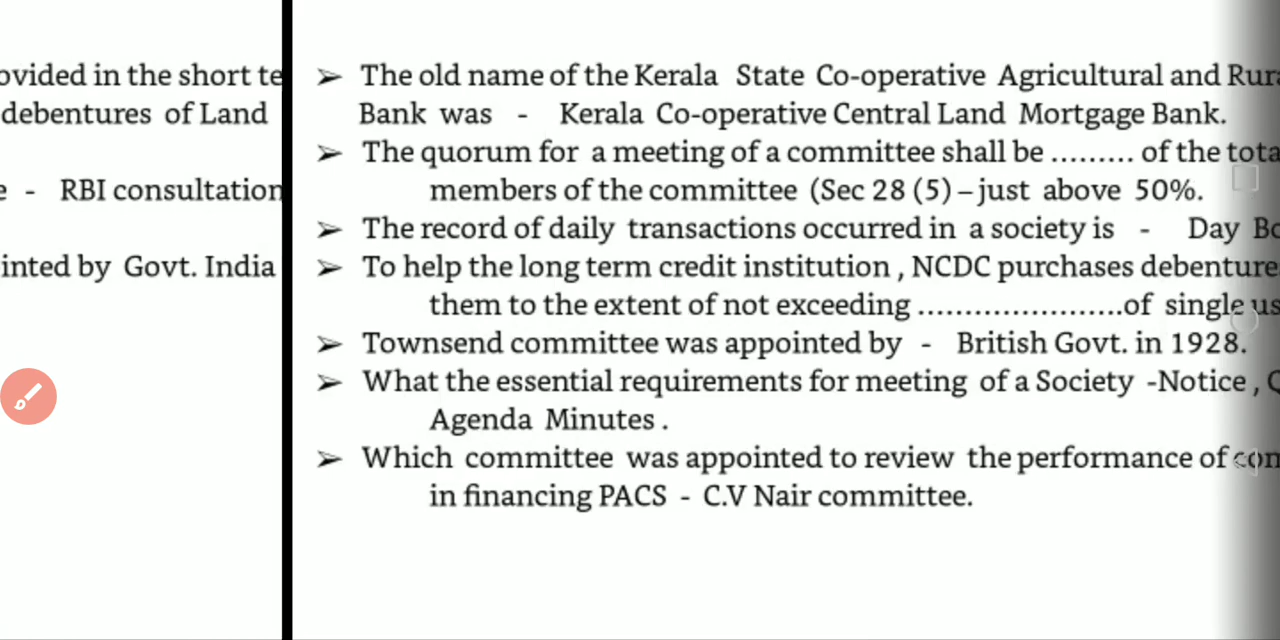 ovided in the short te
debentures of Land
- RBI consultation
inted by Govt. India
➢ The old name of the Kerala State Co-operative Agricultural and Rura
Bank was - Kerala Co-operative Central Land Mortgage Bank.
➢ The quorum for a meeting of a committee shall be ......... of the tota
members of the committee (Sec 28 (5) – just above 50%.
➢ The record of daily transactions occurred in a society is - Day Bo
➢ To help the long term credit institution , NCDC purchases debenture
them to the extent of not exceeding ......................of single us
➢ Townsend committee was appointed by - British Govt. in 1928.
➢ What the essential requirements for meeting of a Society -Notice ,
Agenda Minutes .
➢ Which committee was appointed to review the performance of com
in financing PACS - C.V Nair committee.